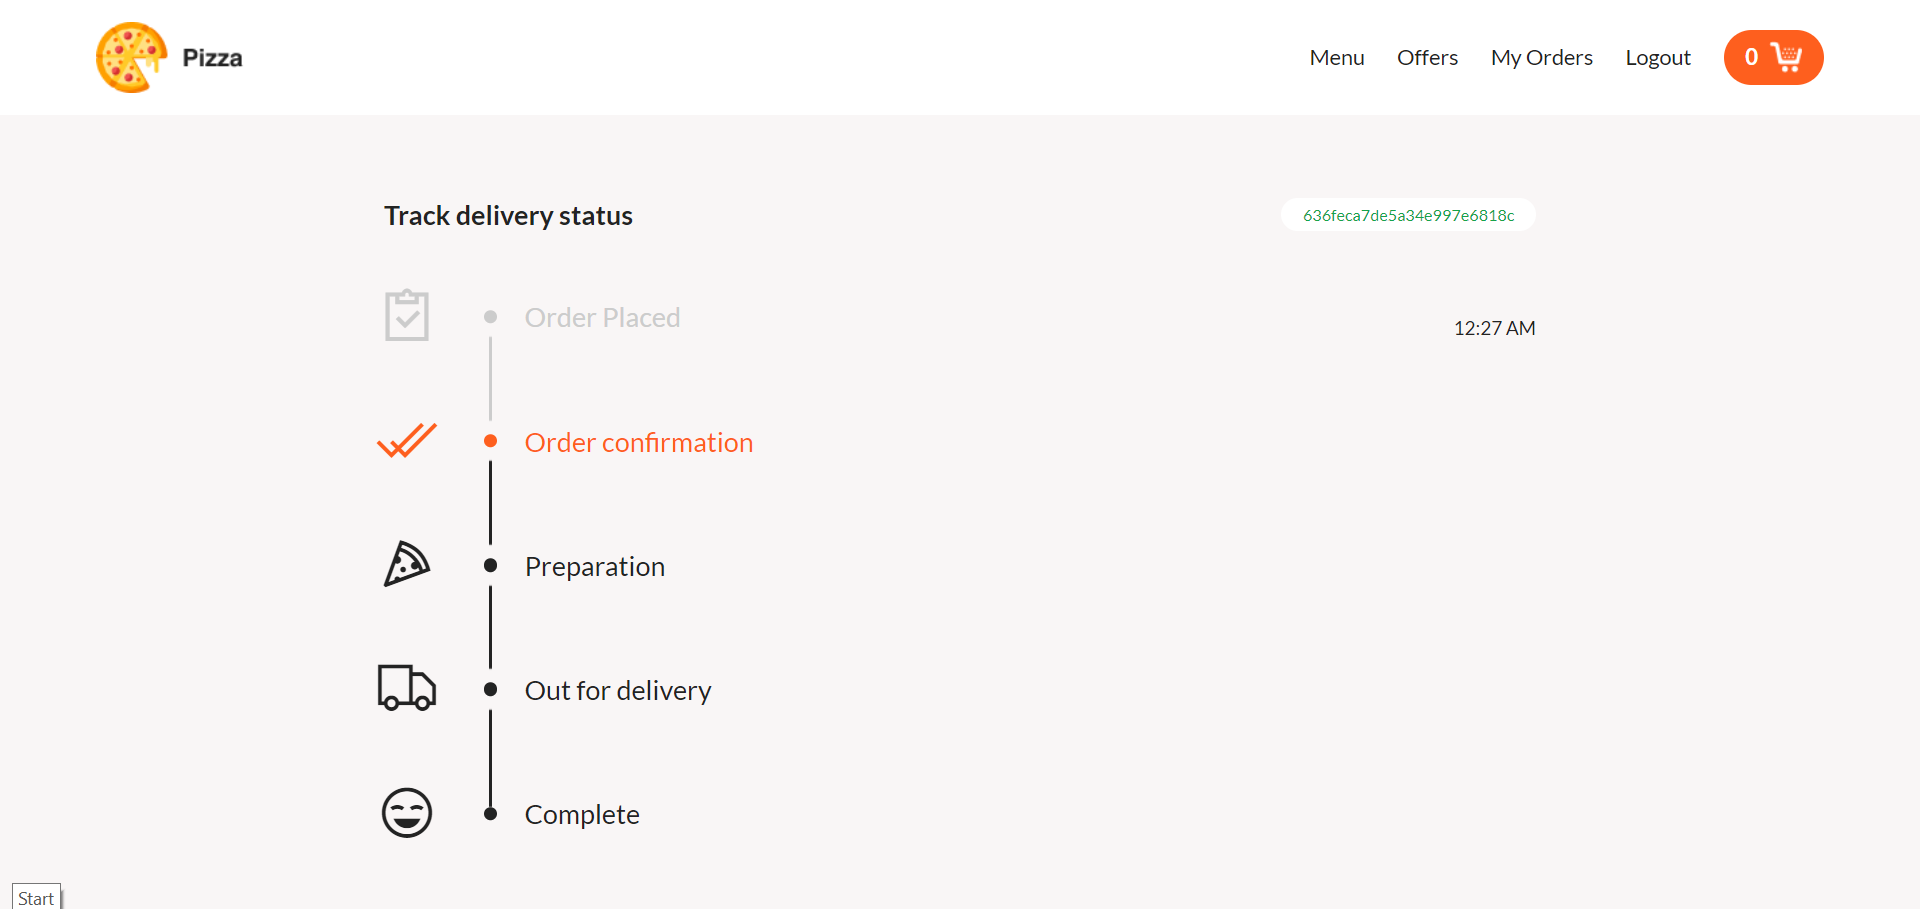 Pizza
Menu Offers My Orders Logout 0
Track delivery status 636feca7de5a34e997e6818c
Order Placed 12:27 AM
Order confirmation
Preparation
Out for delivery
Complete
Start